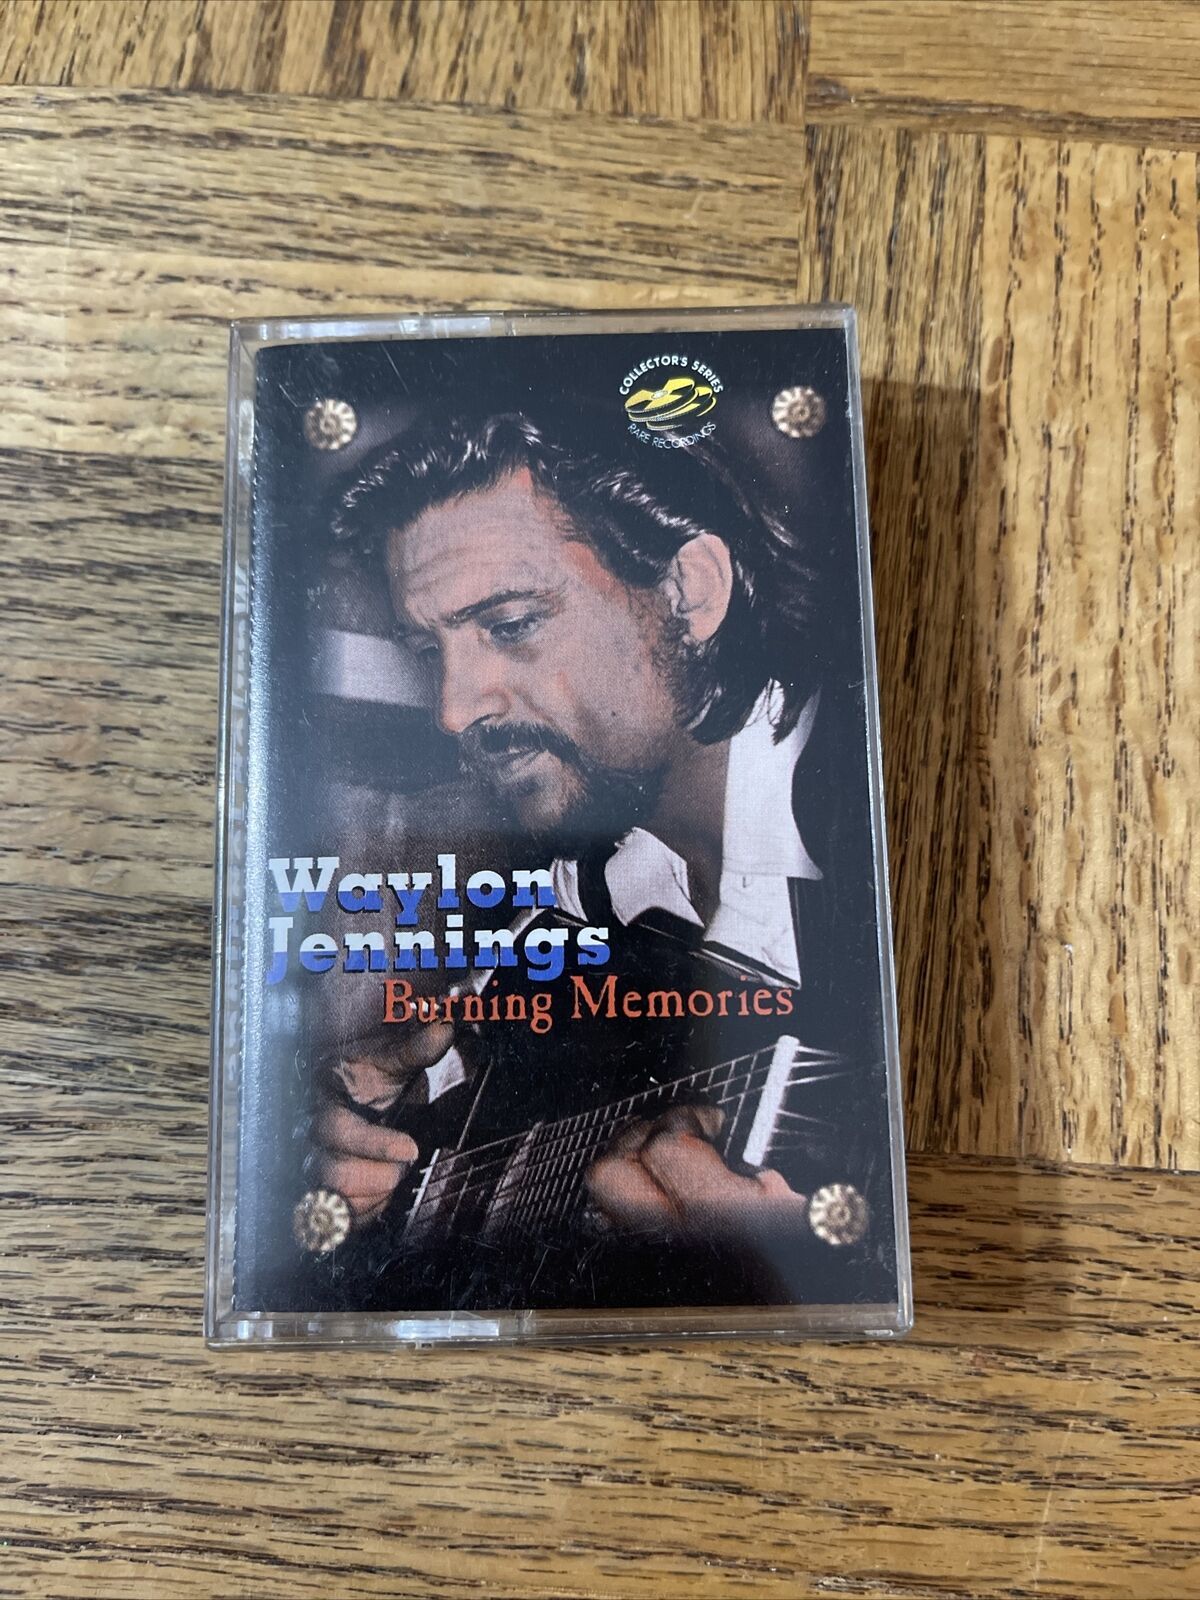 COLLECTOR'S SERIES
RARE RECORDINGS
Waylon
Jennings
Burning Memories